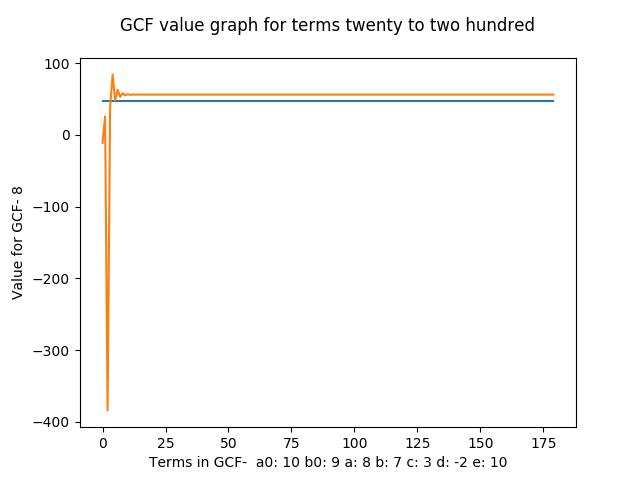 GCF value graph for terms twenty to two hundred
100
0
−100
−200
−300
−400
Value for GCF- 8
0 25 50 75 100 125 150 175
Terms in GCF-  a0: 10 b0: 9 a: 8 b: 7 c: 3 d: -2 e: 10